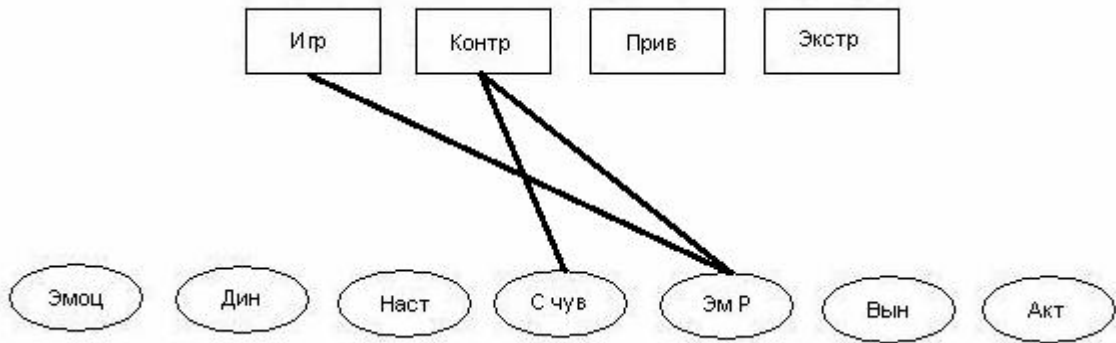 Игр
Контр
Прив
Экстр
Эмоц
Дин
Наст
С чув
Эм Р
Вын
Акт